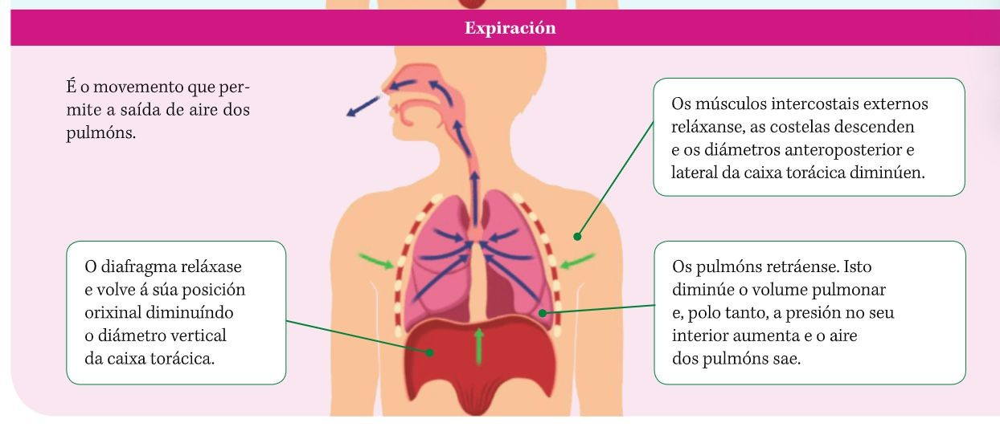 Expiración
É o movemento que per-
mite a saída de aire dos
pulmóns.
Os músculos intercostais externos
reláxanse, as costelas descenden
e os diámetros anteroposterior e
lateral da caixa torácica diminúen.
O diafragma reláxase
e volve á súa posición
orixinal diminuíndo
o diámetro vertical
da caixa torácica.
Os pulmóns retráense. Isto
diminúe o volume pulmonar
e, polo tanto, a presión no seu
interior aumenta e o aire
dos pulmóns sae.